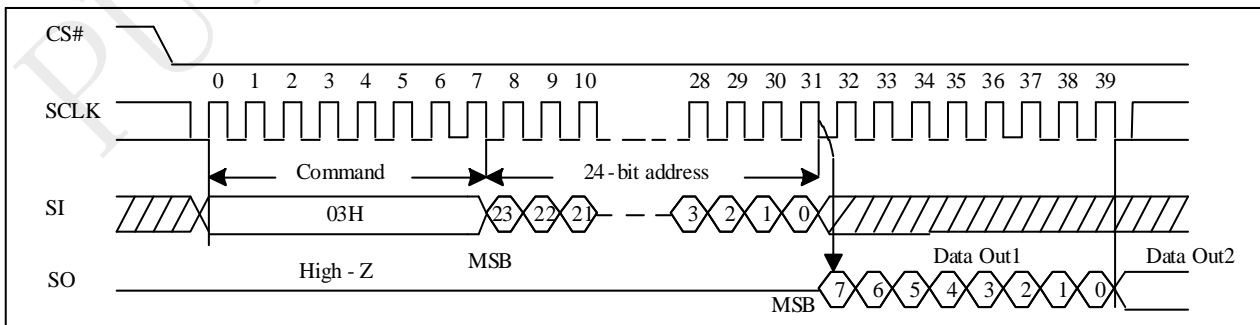 PU
CS#
0 1 2 3 4 5 6 7 8 9 10 28 29 30 31 32 33 34 35 36 37 38 39
SCLK
Command 24-bit address
SI 03H 23 22 21 3 2 1 0
High - Z MSB Data Out1 Data Out2
SO MSB 7 6 5 4 3 2 1 0